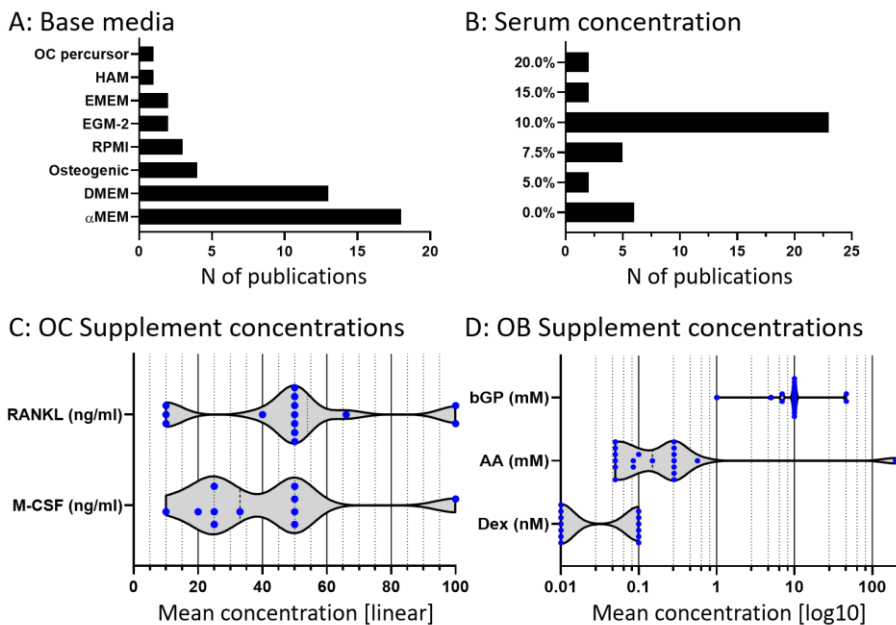 A: Base media
OC percursor
HAM
EMEM
EGM-2
RPMI
Osteogenic
DMEM
αMEM
0 5 10 15 20
N of publications
B: Serum concentration
20.0%
15.0%
10.0%
7.5%
5.0%
0.0%
0 5 10 15 20 25
N of publications
C: OC Supplement concentrations
RANKL (ng/ml)
M-CSF (ng/ml)
0 20 40 60 80 100
Mean concentration [linear]
D: OB Supplement concentrations
bGP (mM)
AA (mM)
Dex (nM)
0.01 0.1 1 10 100
Mean concentration [log10]